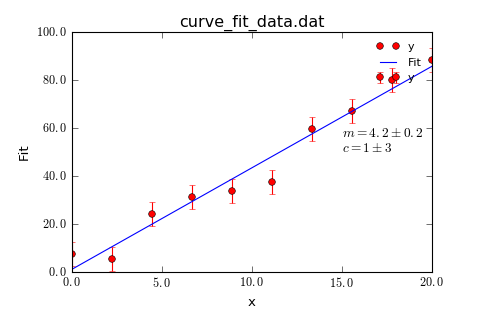 curve_fit_data.dat
100.0
80.0
60.0
40.0
20.0
0.0
Fit
y
Fit
y
m = 4.2 ± 0.2
c = 1 ± 3
0.0 5.0 10.0 15.0 20.0
x